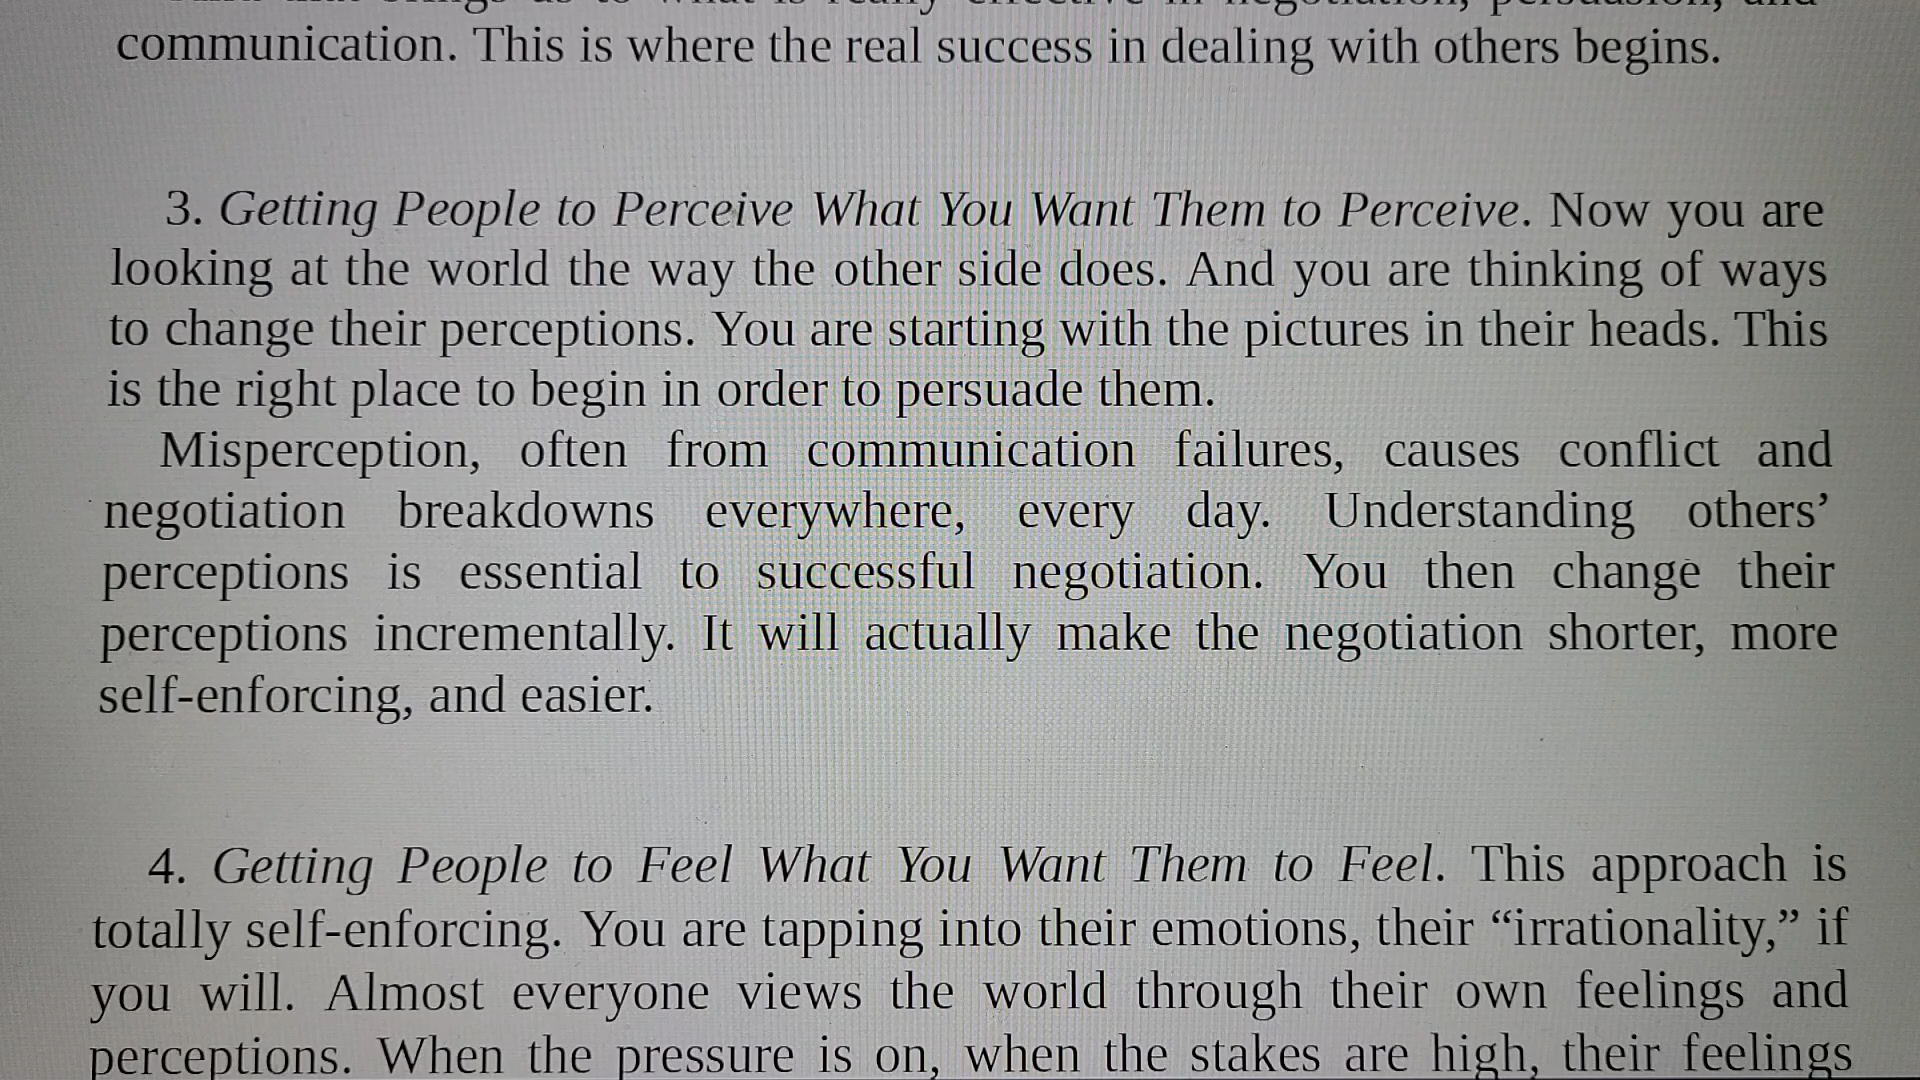 communication. This is where the real success in dealing with others begins.
3. Getting People to Perceive What You Want Them to Perceive. Now you are
looking at the world the way the other side does. And you are thinking of ways
to change their perceptions. You are starting with the pictures in their heads. This
is the right place to begin in order to persuade them.
Misperception, often from communication failures, causes conflict and
negotiation breakdowns everywhere, every day. Understanding others’
perceptions is essential to successful negotiation. You then change their
perceptions incrementally. It will actually make the negotiation shorter, more
self-enforcing, and easier.
4. Getting People to Feel What You Want Them to Feel. This approach is
totally self-enforcing. You are tapping into their emotions, their “irrationality,” if
you will. Almost everyone views the world through their own feelings and
perceptions. When the pressure is on, when the stakes are high, their feelings